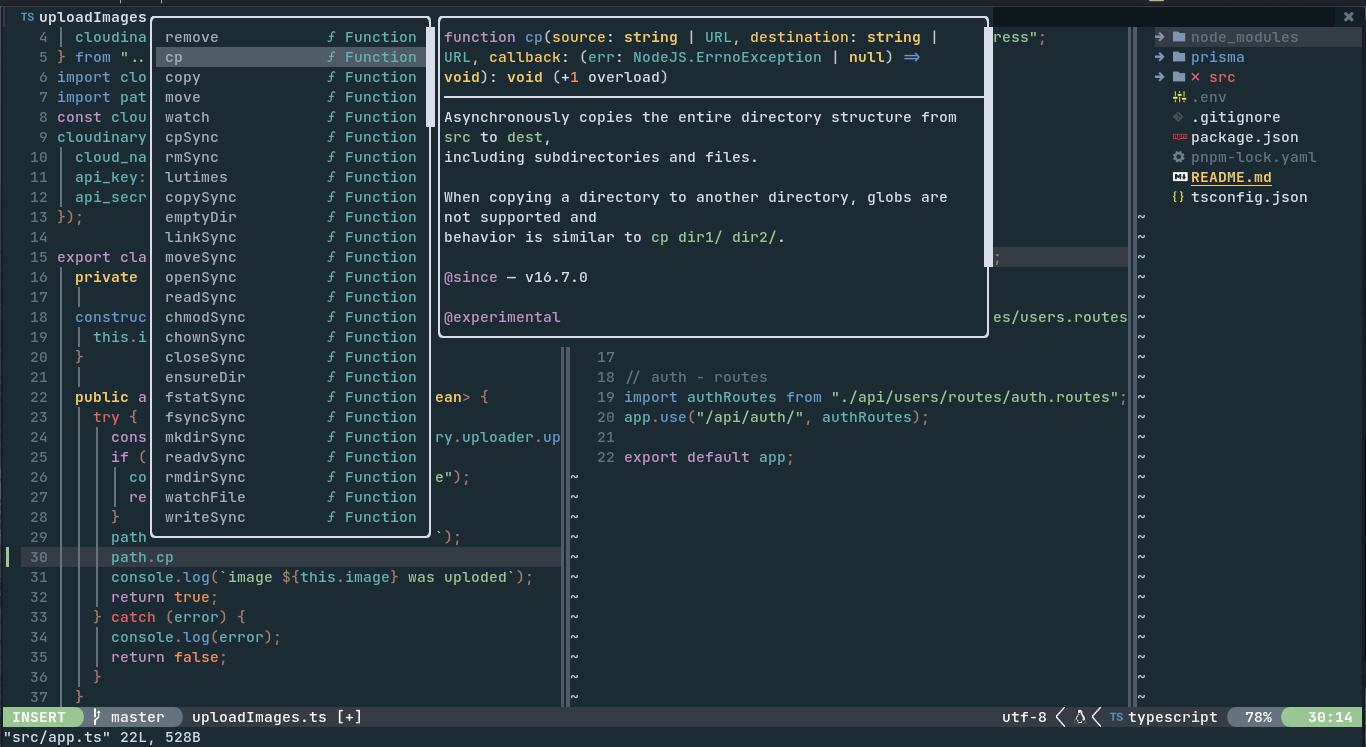 TS uploadImages
4 cloudina
5 } from "..
6 import clo
7 import pat
8 const clou
9 cloudinary
10 cloud_na
11 api_key:
12 api_secr
13 });
14
15 export cla
16 private
17
18 construc
19 this.i
20 }
21
22 public a
23 try {
24 cons
25 if (
26 co
27 re
28 }
29 path
30 path.cp
31 console.log(`image ${this.image} was uploded`);
32 return true;
33 } catch (error) {
34 console.log(error);
35 return false;
36 }
37 }
remove ƒ Function
cp ƒ Function
copy ƒ Function
move ƒ Function
watch ƒ Function
cpSync ƒ Function
rmSync ƒ Function
lutimes ƒ Function
copySync ƒ Function
emptyDir ƒ Function
linkSync ƒ Function
moveSync ƒ Function
openSync ƒ Function
readSync ƒ Function
chmodSync ƒ Function
chownSync ƒ Function
closeSync ƒ Function
ensureDir ƒ Function
fstatSync ƒ Function
fsyncSync ƒ Function
mkdirSync ƒ Function
readvSync ƒ Function
rmdirSync ƒ Function
watchFile ƒ Function
writeSync ƒ Function
ean> {
ry.uploader.up
e");
`);
function cp(source: string | URL, destination: string |
URL, callback: (err: NodeJS.ErrnoException | null) =>
void): void (+1 overload)
Asynchronously copies the entire directory structure from
src to dest,
including subdirectories and files.
When copying a directory to another directory, globs are
not supported and
behavior is similar to cp dir1/ dir2/.
@since — v16.7.0
@experimental
ress";
;
es/users.routes
17
18 // auth - routes
19 import authRoutes from "./api/users/routes/auth.routes";
20 app.use("/api/auth/", authRoutes);
21
22 export default app;
node_modules
prisma
src
.env
.gitignore
package.json
pnpm-lock.yaml
README.md
tsconfig.json
INSERT master uploadImages.ts [+] utf-8 TS typescript 78% 30:14
"src/app.ts" 22L, 528B